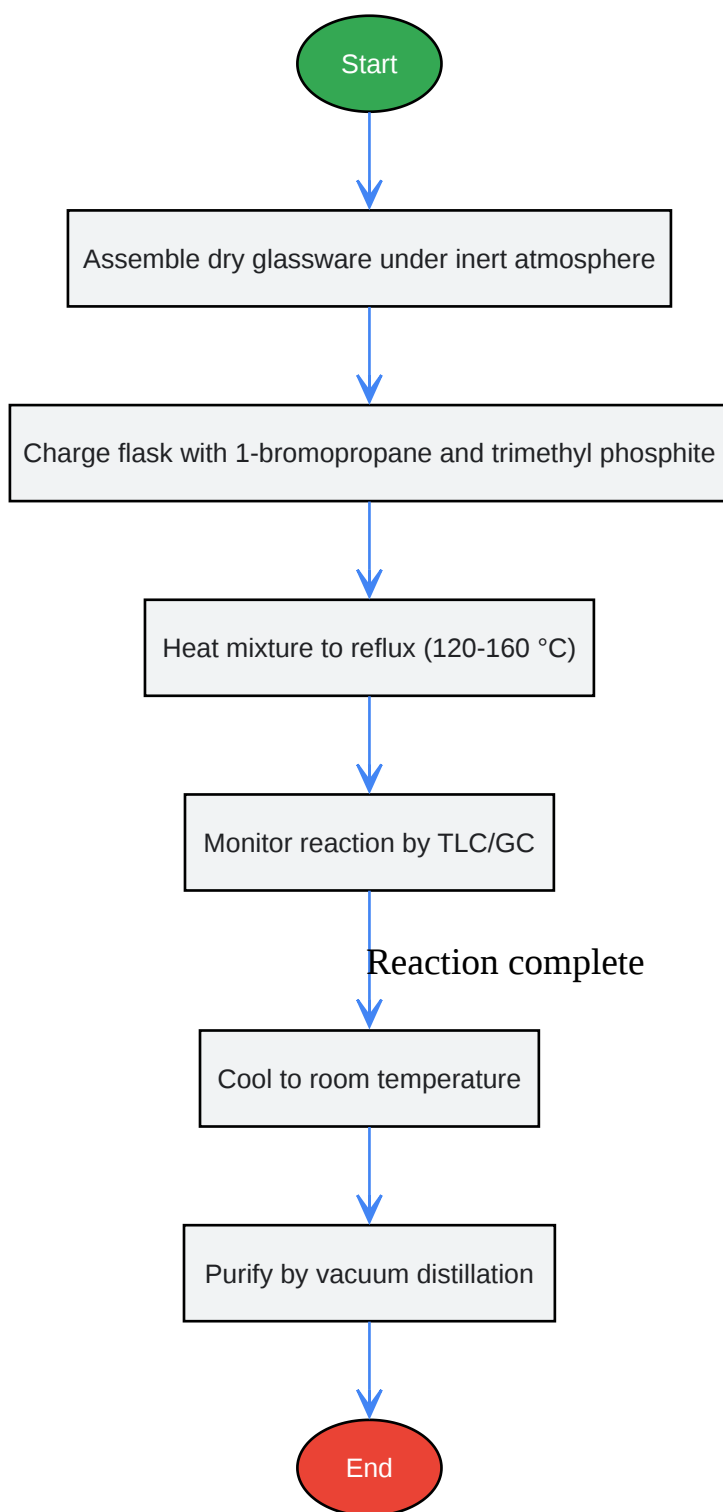 Start
Assemble dry glassware under inert atmosphere
Charge flask with 1-bromopropane and trimethyl phosphite
Heat mixture to reflux (120-160 °C)
Monitor reaction by TLC/GC
Reaction complete
Cool to room temperature
Purify by vacuum distillation
End